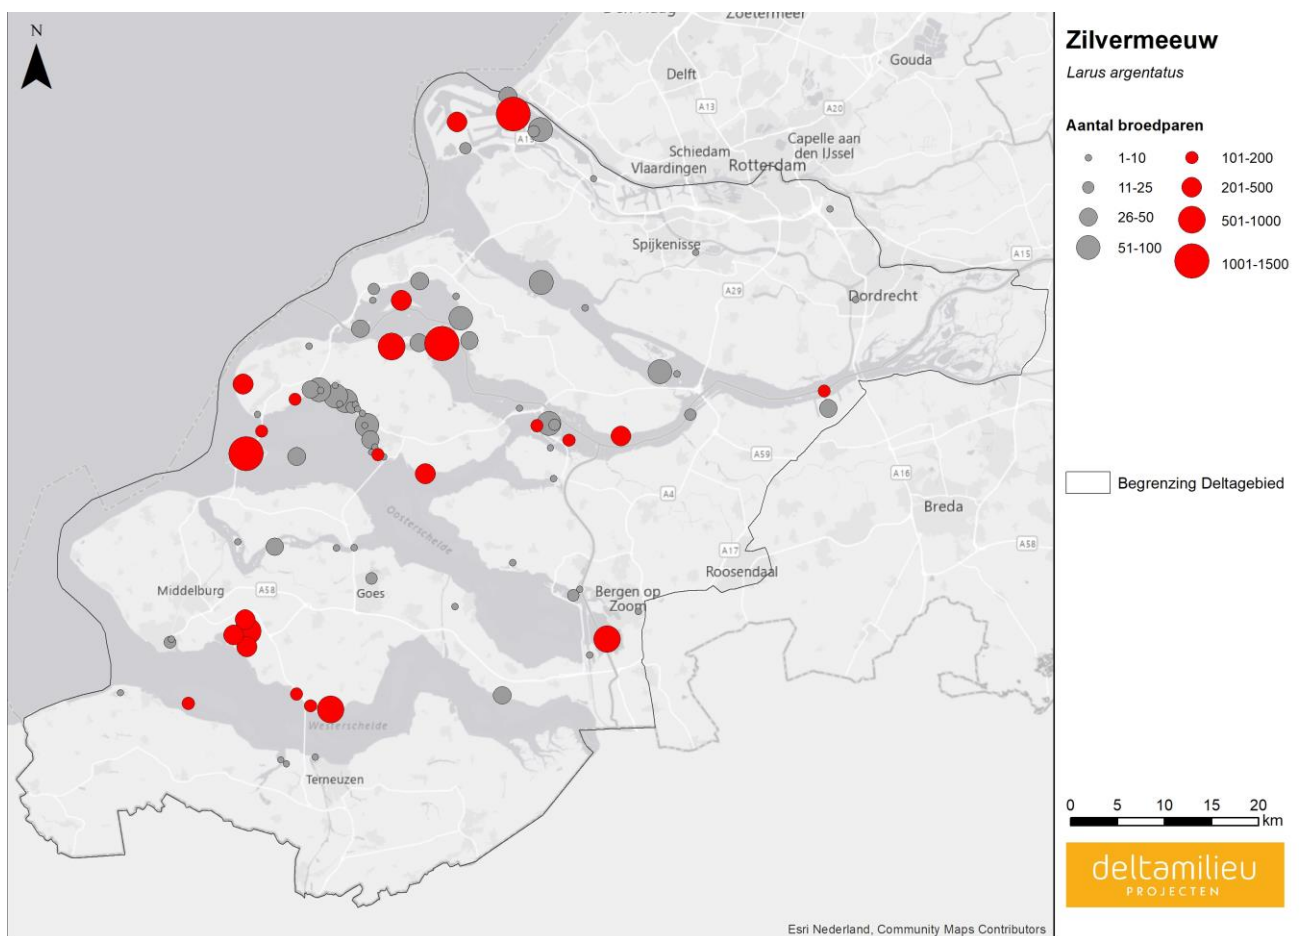 N
Den Haag
Zoetermeer
Gouda
Delft
A13
A20
A15
Capelle aan
den IJssel
Schiedam
Vlaardingen
Rotterdam
Spijkenisse
A15
A29
Dordrecht
A59
A16
A4
Breda
Oosterschelde
A17
A58
Roosendaal
Middelburg
A58
Goes
Bergen op
Zoom
Westerschelde
Terneuzen
Esri Nederland, Community Maps Contributors
Zilvermeeuw
Larus argentatus
Aantal broedparen
1-10
101-200
11-25
201-500
26-50
501-1000
51-100
1001-1500
Begrenzing Deltagebied
0 5 10 15 20
km
deltamilieu
PROJECTEN